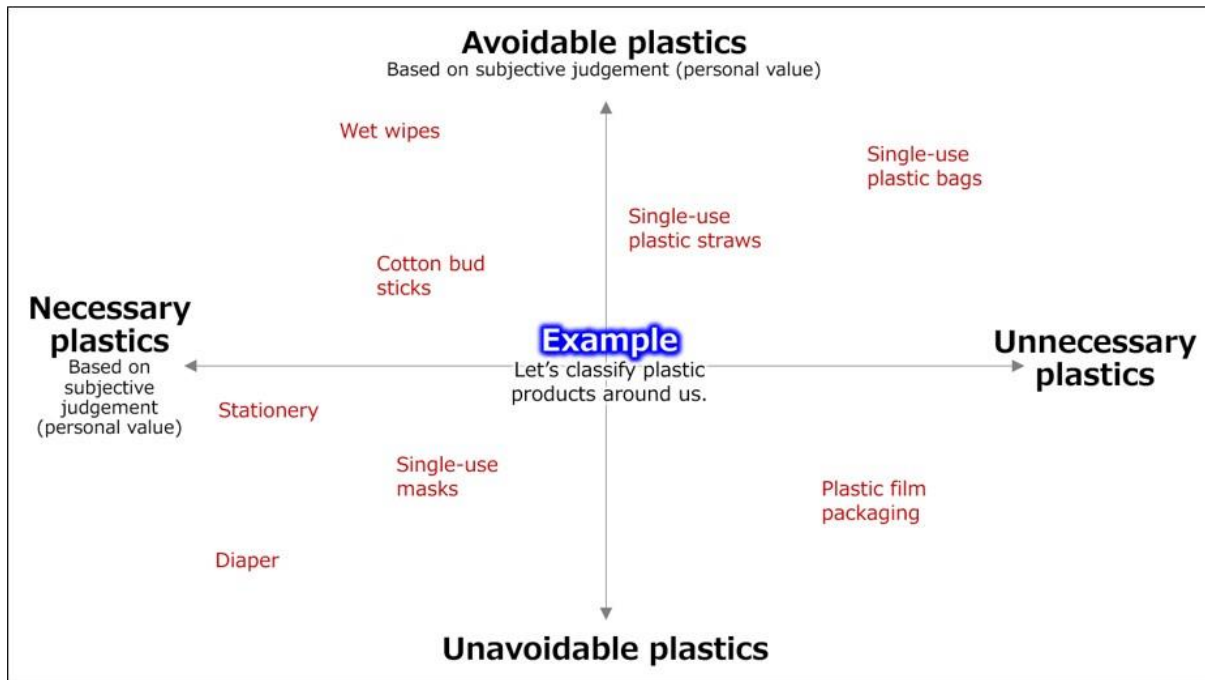 Avoidable plastics
Based on subjective judgement (personal value)
Wet wipes
Single-use
plastic bags
Single-use
plastic straws
Cotton bud
sticks
Necessary
plastics
Based on
subjective
judgement
(personal value)
Example
Let’s classify plastic
products around us.
Unnecessary
plastics
Stationery
Single-use
masks
Plastic film
packaging
Diaper
Unavoidable plastics